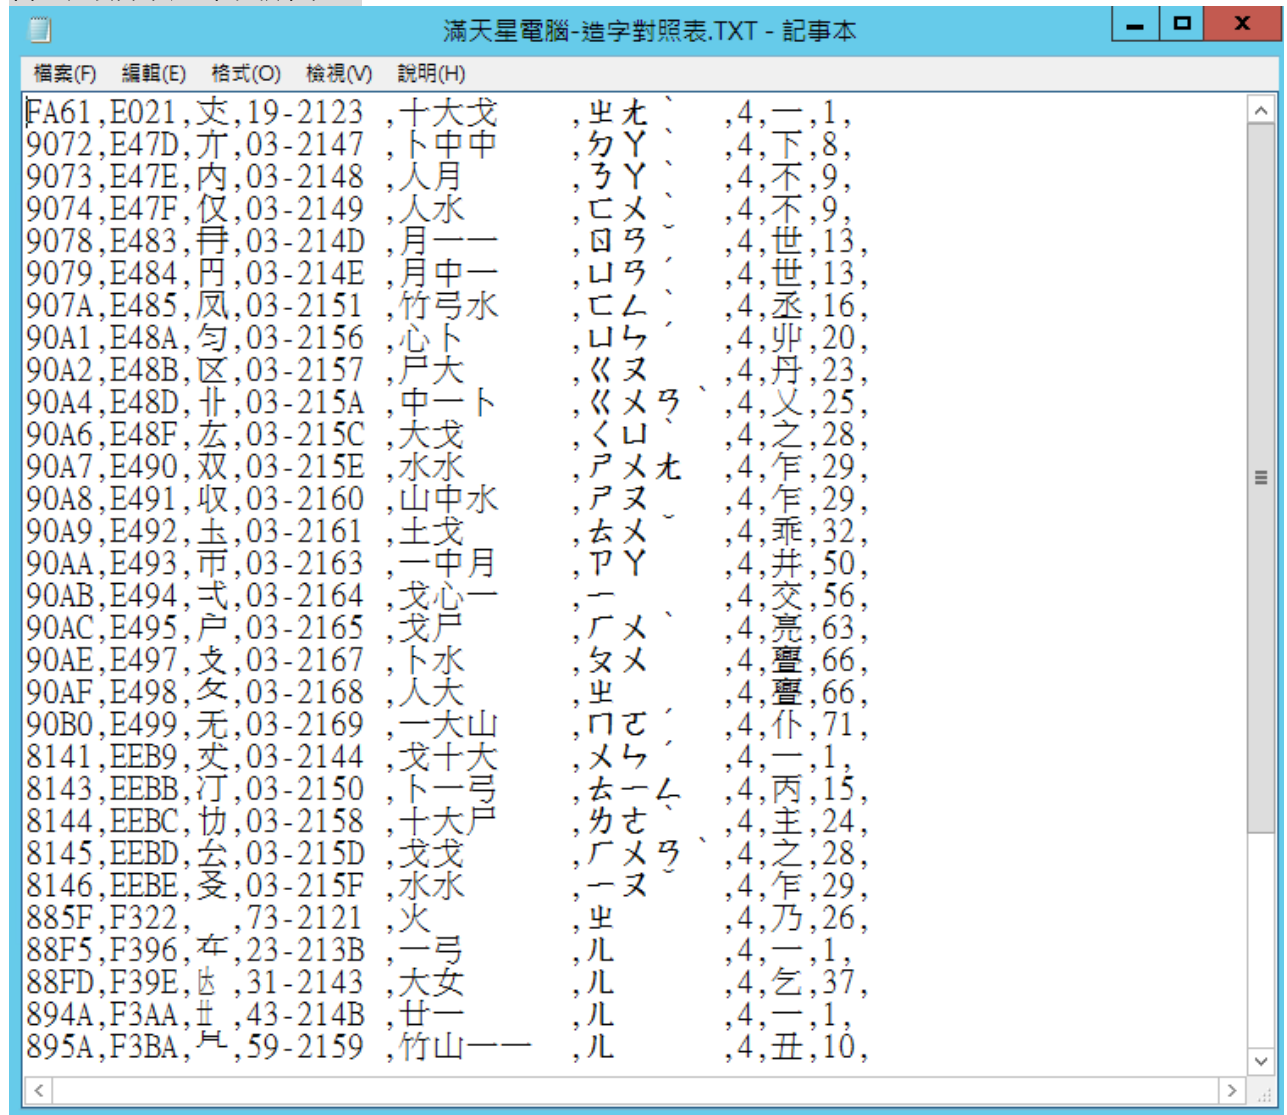 滿天星電腦-造字對照表.TXT - 記事本
檔案(F) 編輯(E) 格式(O) 檢視(V) 說明(H)
FA61,E021,㐅,19-2123 ,十大戈 ,ㄓㄤˋ ,4,一,1,
9072,E47D,亣,03-2147 ,卜中中 ,ㄉㄚˋ ,4,下,8,
9073,E47E,内,03-2148 ,人月 ,ㄋㄚˋ ,4,不,9,
9074,E47F,仅,03-2149 ,人水 ,ㄈㄨˋ ,4,不,9,
9078,E483,冄,03-214D ,月一一 ,ㄖㄢˇ ,4,世,13,
9079,E484,円,03-214E ,月中一 ,ㄩㄢˊ ,4,世,13,
907A,E485,凤,03-2151 ,竹弓水 ,ㄈㄥˋ ,4,丞,16,
90A1,E48A,匀,03-2156 ,心卜 ,ㄩㄣˊ ,4,丣,20,
90A2,E48B,区,03-2157 ,尸大 ,ㄍㄡ ,4,丹,23,
90A4,E48D,卝,03-215A ,中一卜 ,ㄍㄨㄢˋ ,4,乂,25,
90A6,E48F,厺,03-215C ,大戈 ,ㄑㄩˋ ,4,之,28,
90A7,E490,双,03-215E ,水水 ,ㄕㄨㄤ ,4,乍,29,
90A8,E491,収,03-2160 ,山中水 ,ㄕㄡ ,4,乍,29,
90A9,E492,圡,03-2161 ,土戈 ,ㄊㄨˇ ,4,乖,32,
90AA,E493,帀,03-2163 ,一中月 ,ㄗㄚ ,4,井,50,
90AB,E494,弌,03-2164 ,戈心一 ,ㄧ ,4,交,56,
90AC,E495,戸,03-2165 ,戈尸 ,ㄏㄨˋ ,4,亮,63,
90AE,E497,攴,03-2167 ,卜水 ,ㄆㄨ ,4,亹,66,
90AF,E498,攵,03-2168 ,人大 ,ㄓ ,4,亹,66,
90B0,E499,无,03-2169 ,一大山 ,ㄇㄛˊ ,4,仆,71,
8141,EEB9,,03-2144 ,戈十大 ,ㄨㄣˊ ,4,一,1,
8143,EEBB,汀,03-2150 ,卜一弓 ,ㄊㄧㄥ ,4,丙,15,
8144,EEBC,,03-2158 ,十大尸 ,ㄌㄜˋ ,4,主,24,
8145,EEBD,厸,03-215D ,戈戈 ,ㄏㄨㄢˋ ,4,之,28,
8146,EEBE,,03-215F ,水水 ,ㄧㄡˇ ,4,乍,29,
885F,F322, ,73-2121 ,火 ,ㄓ ,4,乃,26,
88F5,F396,,23-213B ,一弓 ,ㄦ ,4,一,1,
88FD,F39E,,31-2143 ,大女 ,ㄦ ,4,乞,37,
894A,F3AA,,43-214B ,廿一 ,ㄦ ,4,一,1,
895A,F3BA,,59-2159 ,竹山一一 ,ㄦ ,4,丑,10,